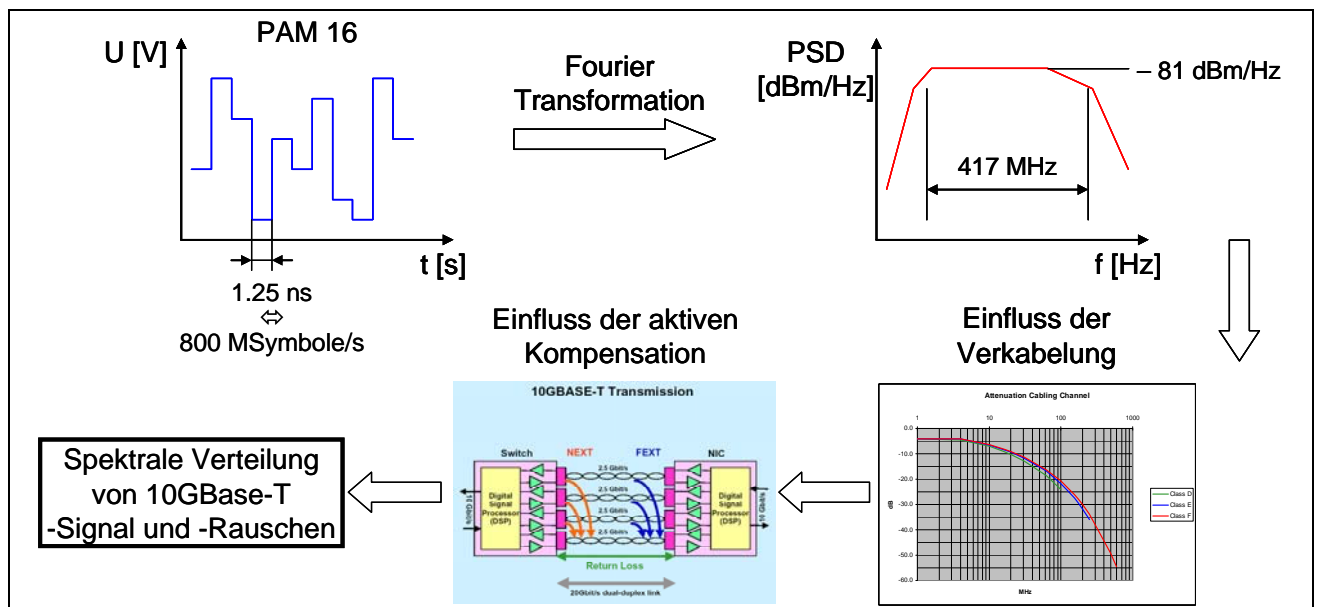 PAM 16
U [V]
t [s]
1.25 ns
⇔
800 MSymbole/s
Fourier
Transformation
PSD
[dBm/Hz]
– 81 dBm/Hz
417 MHz
f [Hz]
Einfluss der
Verkabelung
Attenuation Cabling Channel
1 10 100 1000
0.0
-10.0
-20.0
-30.0
-40.0
-50.0
-60.0
dB
MHz
Class D
Class E
Class F
Einfluss der aktiven
Kompensation
10GBASE-T Transmission
Switch NEXT FEXT NIC
10 Gbit/s
Digital
Signal
Processor
(DSP)
2.5 Gbit/s
2.5 Gbit/s
2.5 Gbit/s
2.5 Gbit/s
Digital
Signal
Processor
(DSP)
10 Gbit/s
Return Loss
20Gbit/s dual-duplex link
Spektrale Verteilung
von 10GBase-T
-Signal und -Rauschen